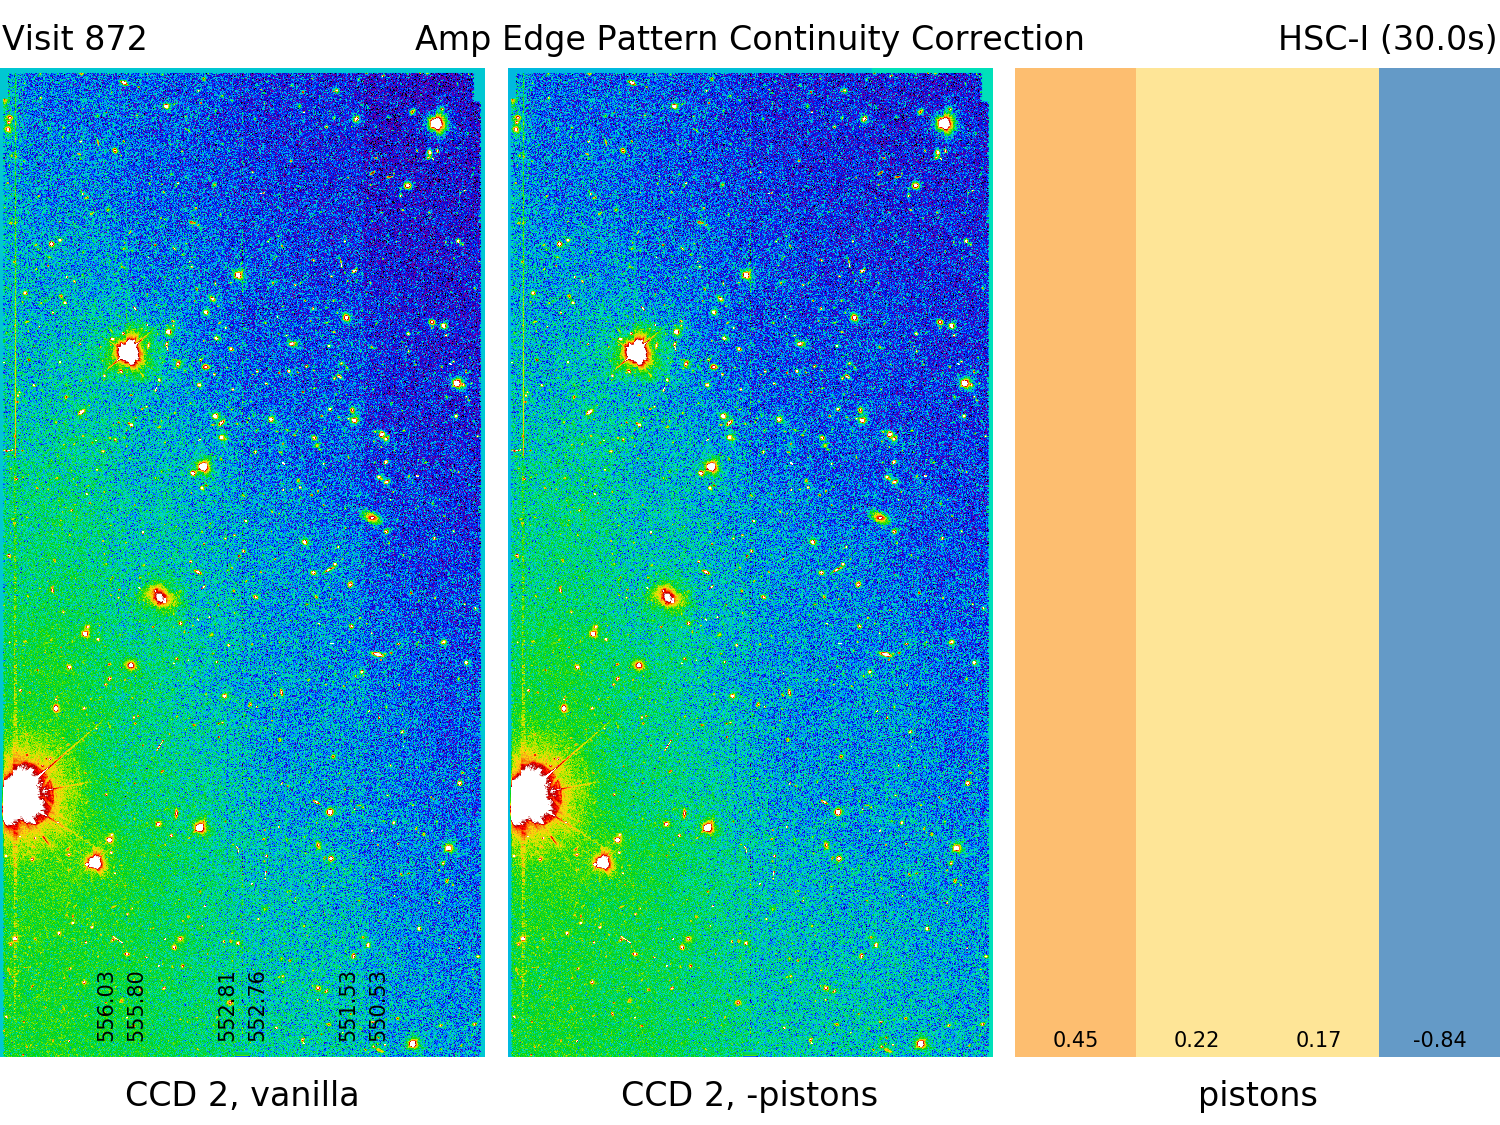 Visit 872
Amp Edge Pattern Continuity Correction
HSC-I (30.0s)
556.03
555.80
552.81
552.76
551.53
550.53
0.45
0.22
0.17
-0.84
CCD 2, vanilla
CCD 2, -pistons
pistons